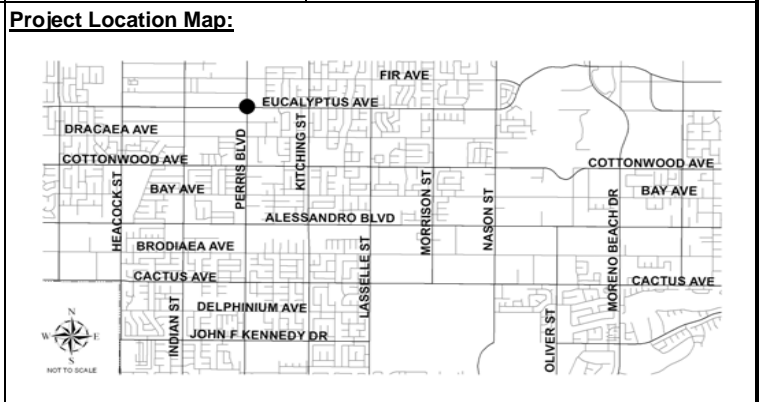 Project Location Map:
FIR AVE
EUCALYPTUS AVE
DRACAEA AVE
PERRIS BLVD
KITCHING ST
COTTONWOOD AVE
COTTONWOOD AVE
HEACOCK ST
BAY AVE
MORRISON ST
NASON ST
MORENO BEACH DR
BAY AVE
ALESSANDRO BLVD
BRODIAEA AVE
LASSELLE ST
CACTUS AVE
CACTUS AVE
INDIAN ST
DELPHINIUM AVE
OLIVER ST
JOHN F KENNEDY DR
N
W
E
S
NOT TO SCALE